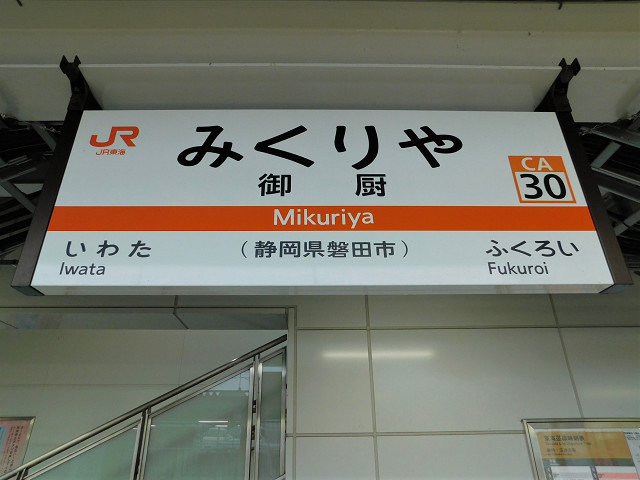 JR
JR東海
みくりや
御厨
CA
30
Mikuriya
いわた
Iwata
(静岡県磐田市)
ふくろい
Fukuroi